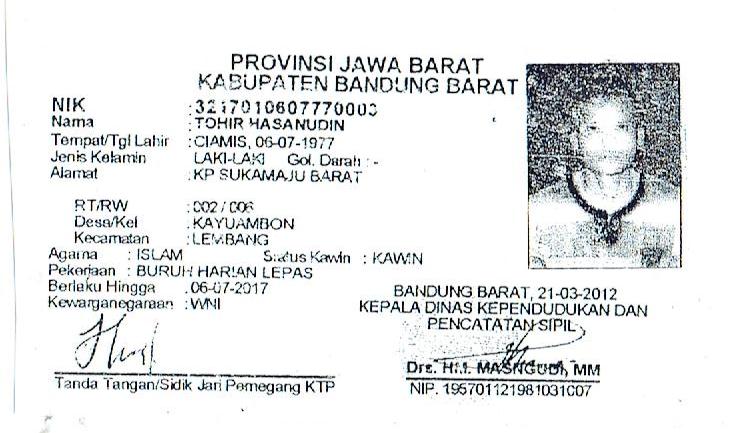 PROVINSI JAWA BARAT
KABUPATEN BANDUNG BARAT
NIK : 3217010607770003
Nama : TOHIR HASANUDIN
Tempat/Tgl Lahir : CIAMIS, 06-07-1977
Jenis Kelamin LAKI-LAKI Gol. Darah : -
Alamat : KP SUKAMAJU BARAT
RT/RW : 002 / 006
Desa/Kel : KAYUAMBON
Kecamatan : LEMBANG
Agama : ISLAM Status Kawin : KAWIN
Pekerjaan : BURUH HARIAN LEPAS
Berlaku Hingga : 06-07-2017
Kewarganegaraan : WNI
BANDUNG BARAT, 21-03-2012
KEPALA DINAS KEPENDUDUKAN DAN
PENCATATAN SIPIL
Drs. HM. MASNGUDI, MM
NIP. 195701121981031007
Tanda Tangan/Sidik Jari Pemegang KTP